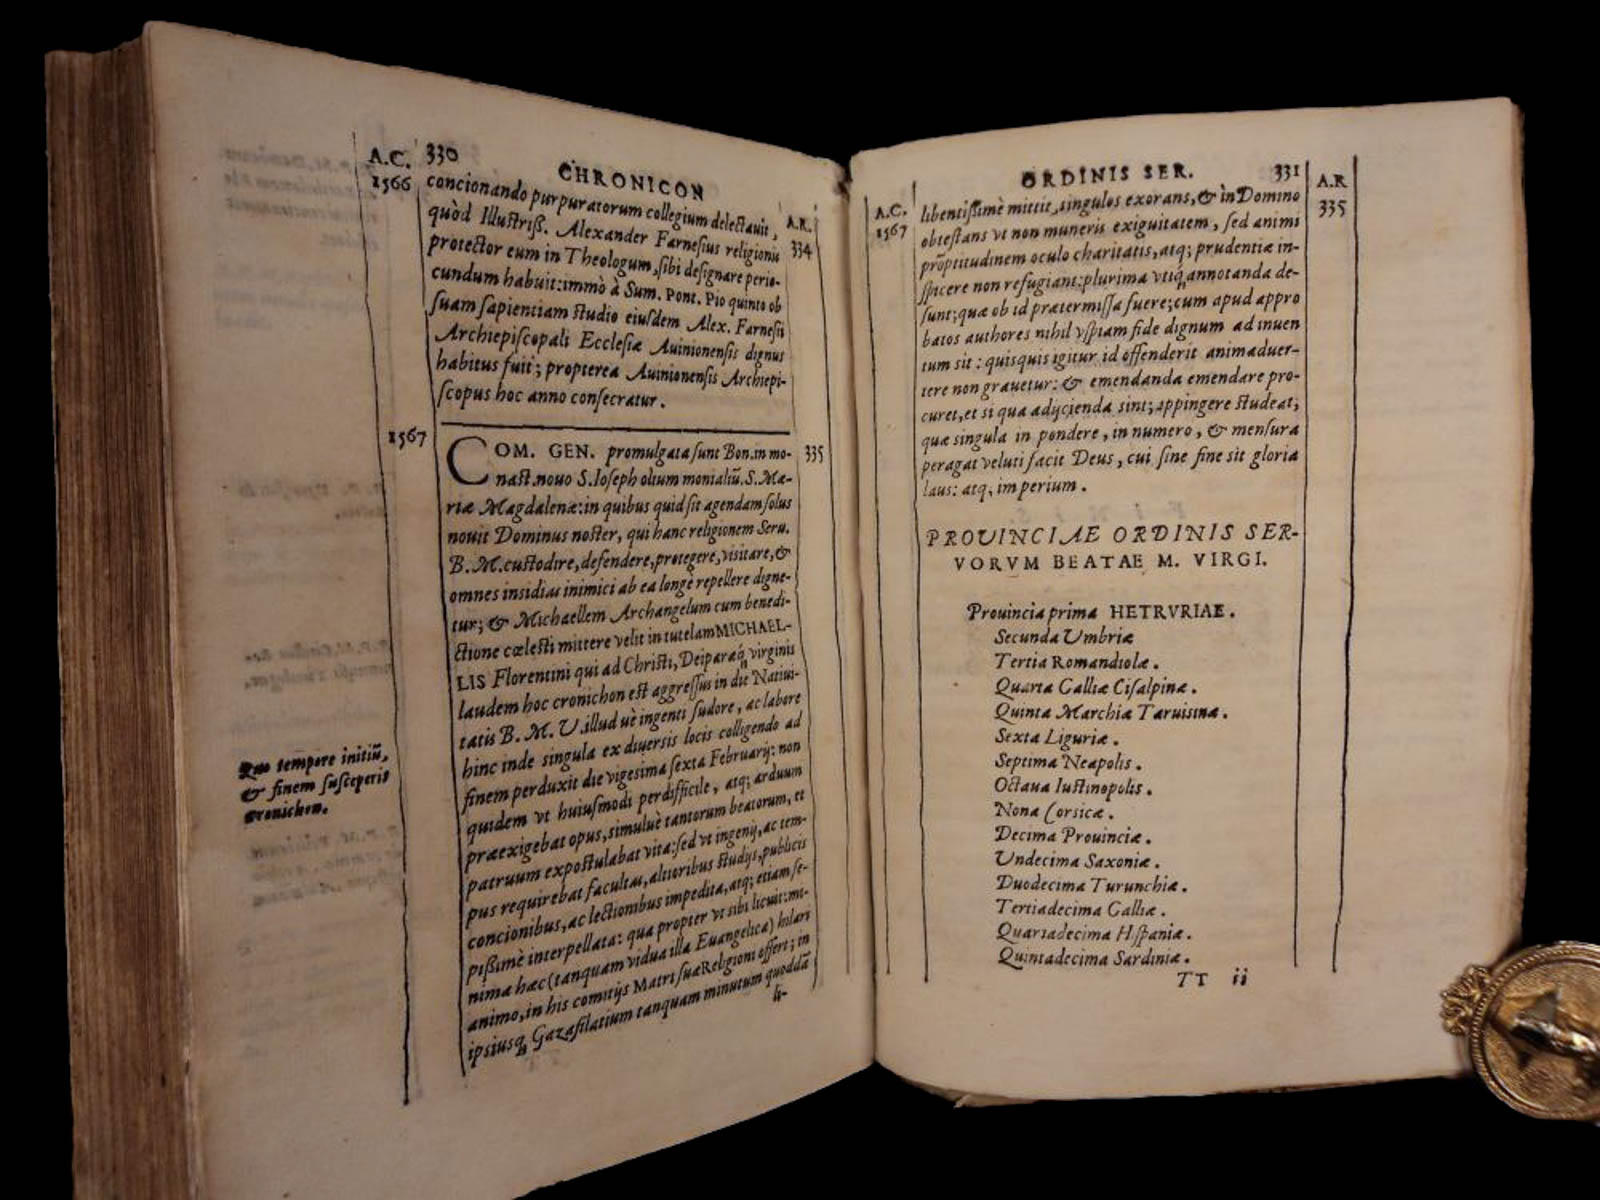 A.C. 330 CHRONICON
1566 concionando purpuratorum collegium delectauit, A.R.
quòd Illustriss. Alexander Farnesius religionis 334
protector eum in Theologum, sibi designare perio-
cundum habuit: immò à Sum. Pont. Pio quinto ob
suam sapientiam studio eiusdem Alex. Farnesii
Archiepiscopali Ecclesiæ Auinionensis dignus
habitus fuit; propterea Auinionensis Archiepi-
scopus hoc anno consecratur.
1567 COM. GEN. promulgata sunt Bon. in mo- 335
nast. nouo S. Ioseph olium monialiũ. S. Ma-
riæ Magdalenæ: in quibus quid sit agendam solus
nouit Dominus noster, qui hanc religionem Seru.
B. M. custodire, defendere, protegere, visitare, &
omnes insidias inimici ab ea longè repellere digne-
tur; & Michaellem Archangelum cum benedi-
ctione cœlesti mittere velit in tutelam MICHAEL-
LIS Florentini qui ad Christi, Deiparæq; virginis
laudem hoc cronichon est aggressus in die Natiui-
tatis B. M. V. illud uè ingenti sudore, ac labore
hinc inde singula ex diuersis locis colligendo ad
finem perduxit die vigesima sexta Februarij: non
quidem vt huiusmodi perdifficile, atq; arduum
præexigebat opus, simulue tantorum beatorum, et
patruum expostulabat vita: sed vt ingenij, ac tem-
pus requirebat facultas, altioribus studijs, publicis
concionibus, ac lectionibus impedita, atq; etiam se-
pissimè interpellata: qua propter vt sibi licuit: mi-
nima hæc (tanquam vidua illa Euangelica) hilari
animo, in his comitijs Matri suæ Religioni offert; in
ipsiusq; Gazafilatium tanquam minutum quoddã
li-
Quo tempore initiũ,
& finem susceperit
cronichon.
ORDINIS SER. 331 A.R
A.C. libentissimè mittit, singulos exorans, & in Domino 335
1567 obtestans vt non muneris exiguitatem, sed animi
prõptitudinem oculo charitatis, atq; prudentiæ in-
spicere non refugiant: plurima vtiq; annotanda de-
sunt; quæ ob id prætermissa fuere; cum apud appro
batos authores nihil vspiam fide dignum ad inuen
tum sit: quisquis igitur id offenderit animaduer-
tere non grauetur: & emendanda emendare pro-
curet, et si qua adijcienda sint; appingere studeat;
quæ singula in pondere, in numero, & mensura
peragat veluti facit Deus, cui sine fine sit gloria
laus: atq; imperium.
PROVINCIAE ORDINIS SER-
VORVM BEATAE M. VIRGI.
Prouincia prima HETRVRIAE.
Secunda Umbriæ
Tertia Romandiolæ.
Quarta Galliæ Cisalpinæ.
Quinta Marchiæ Taruisinæ.
Sexta Liguriæ.
Septima Neapolis.
Octaua Iustinopolis.
Nona Corsicæ.
Decima Prouinciæ.
Undecima Saxoniæ.
Duodecima Turunchiæ.
Tertiadecima Galliæ.
Quartadecima Hispaniæ.
Quintadecima Sardiniæ.
TT ii